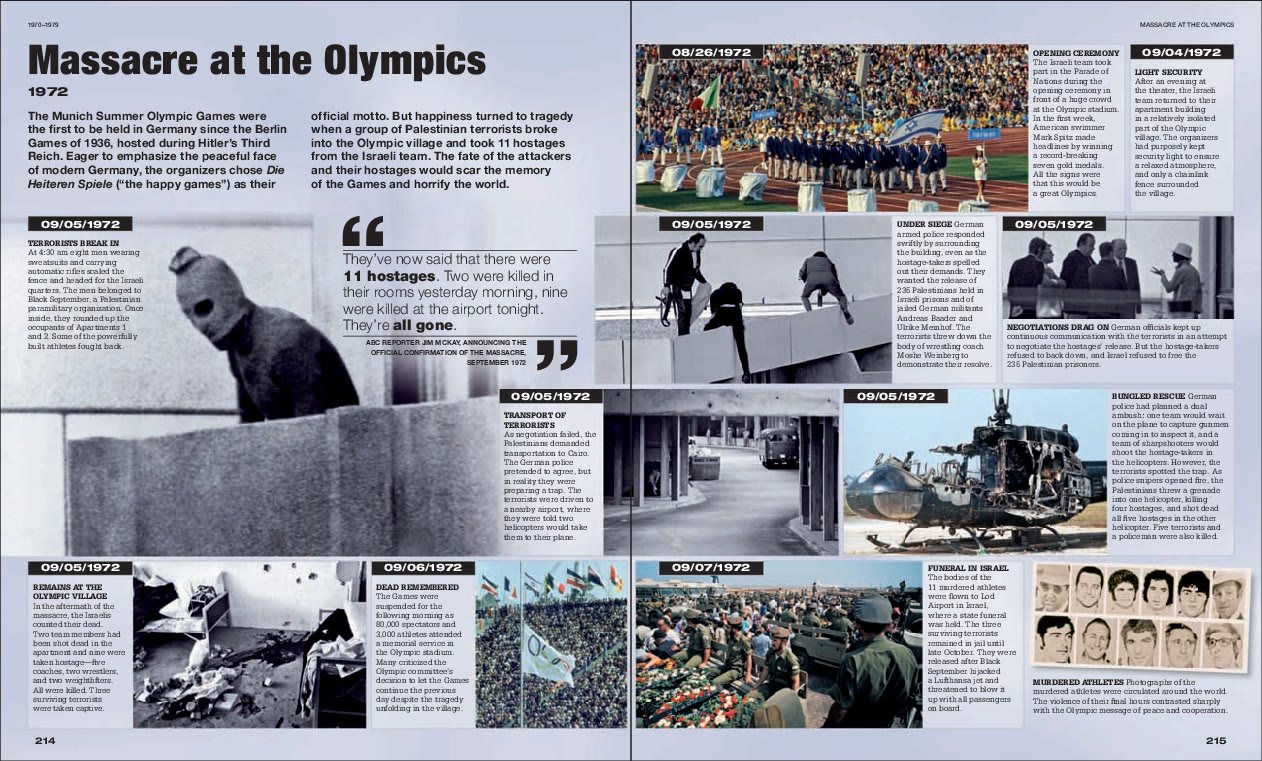 1970–1979
MASSACRE AT THE OLYMPICS
Massacre at the Olympics
1972
The Munich Summer Olympic Games were
the first to be held in Germany since the Berlin
Games of 1936, hosted during Hitler's Third
Reich. Eager to emphasize the peaceful face
of modern Germany, the organizers chose Die
Heiteren Spiele (“the happy games”) as their
official motto. But happiness turned to tragedy
when a group of Palestinian terrorists broke
into the Olympic village and took 11 hostages
from the Israeli team. The fate of the attackers
and their hostages would scar the memory
of the Games and horrify the world.
08/26/1972
OPENING CEREMONY
The Israeli team took
part in the Parade of
Nations during the
opening ceremony in
front of a huge crowd
at the Olympic stadium.
In the first week,
American swimmer
Mark Spitz made
headlines by winning
a record-breaking
seven gold medals.
All the signs were
that this would be
a great Olympics.
09/04/1972
LIGHT SECURITY
After an evening at
the theater, the Israeli
team returned to their
apartment building
in a relatively isolated
part of the Olympic
village. The organizers
had purposely kept
security light to ensure
a relaxed atmosphere,
and only a chainlink
fence surrounded
the village.
09/05/1972
TERRORISTS BREAK IN
At 4:30 am eight men wearing
sweatsuits and carrying
automatic rifles scaled the
fence and headed for the Israeli
quarters. The men belonged to
Black September, a Palestinian
paramilitary organization. Once
inside, they rounded up the
occupants of Apartments 1
and 2. Some of the powerfully
built athletes fought back.
“
They've now said that there were
11 hostages. Two were killed in
their rooms yesterday morning, nine
were killed at the airport tonight.
They're all gone.
ABC REPORTER JIM MCKAY, ANNOUNCING THE
OFFICIAL CONFIRMATION OF THE MASSACRE,
SEPTEMBER 1972
”
09/05/1972
UNDER SIEGE German
armed police responded
swiftly by surrounding
the building, even as the
hostage-takers spelled
out their demands. They
wanted the release of
236 Palestinians held in
Israeli prisons and of
jailed German militants
Andreas Baader and
Ulrike Meinhof. The
terrorists threw down the
body of wrestling coach
Moshe Weinberg to
demonstrate their resolve.
09/05/1972
NEGOTIATIONS DRAG ON German officials kept up
continuous communication with the terrorists in an attempt
to negotiate the hostages' release. But the hostage-takers
refused to back down, and Israel refused to free the
236 Palestinian prisoners.
09/05/1972
TRANSPORT OF
TERRORISTS
As negotiation failed, the
Palestinians demanded
transportation to Cairo.
The German police
pretended to agree, but
in reality they were
preparing a trap. The
terrorists were driven to
a nearby airport, where
they were told two
helicopters would take
them to their plane.
09/05/1972
BUNGLED RESCUE German
police had planned a dual
ambush: one team would wait
on the plane to capture gunmen
coming in to inspect it, and a
team of sharpshooters would
shoot the hostage-takers in
the helicopters. However, the
terrorists spotted the trap. As
police snipers opened fire, the
Palestinians threw a grenade
into one helicopter, killing
four hostages, and shot dead
all five hostages in the other
helicopter. Five terrorists and
a policeman were also killed.
09/05/1972
REMAINS AT THE
OLYMPIC VILLAGE
In the aftermath of the
massacre, the Israelis
counted their dead.
Two team members had
been shot dead in the
apartment and nine were
taken hostage—five
coaches, two wrestlers,
and two weightlifters.
All were killed. Three
surviving terrorists
were taken captive.
09/06/1972
DEAD REMEMBERED
The Games were
suspended for the
following morning as
80,000 spectators and
3,000 athletes attended
a memorial service in
the Olympic stadium.
Many criticized the
Olympic committee's
decision to let the Games
continue the previous
day despite the tragedy
unfolding in the village.
09/07/1972
FUNERAL IN ISRAEL
The bodies of the
11 murdered athletes
were flown to Lod
Airport in Israel,
where a state funeral
was held. The three
surviving terrorists
remained in jail until
late October. They were
released after Black
September hijacked
a Lufthansa jet and
threatened to blow it
up with all passengers
on board.
MURDERED ATHLETES Photographs of the
murdered athletes were circulated around the world.
The violence of their final hours contrasted sharply
with the Olympic message of peace and cooperation.
214
215